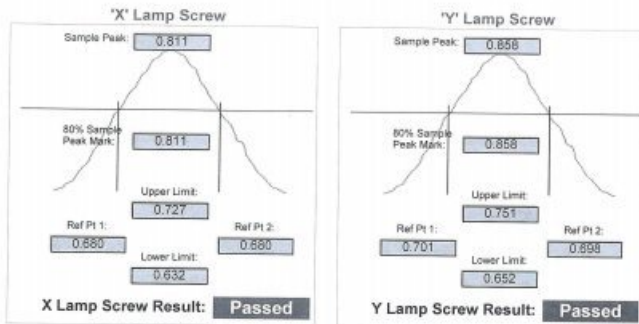 'X' Lamp Screw
Sample Peak: 0.811
80% Sample
Peak Mark: 0.811
Upper Limit:
0.727
Ref Pt 1: Ref Pt 2:
0.680 0.680
Lower Limit:
0.632
X Lamp Screw Result: Passed
'Y' Lamp Screw
Sample Peak: 0.858
80% Sample
Peak Mark: 0.858
Upper Limit:
0.751
Ref Pt 1: Ref Pt 2:
0.701 0.698
Lower Limit:
0.652
Y Lamp Screw Result: Passed